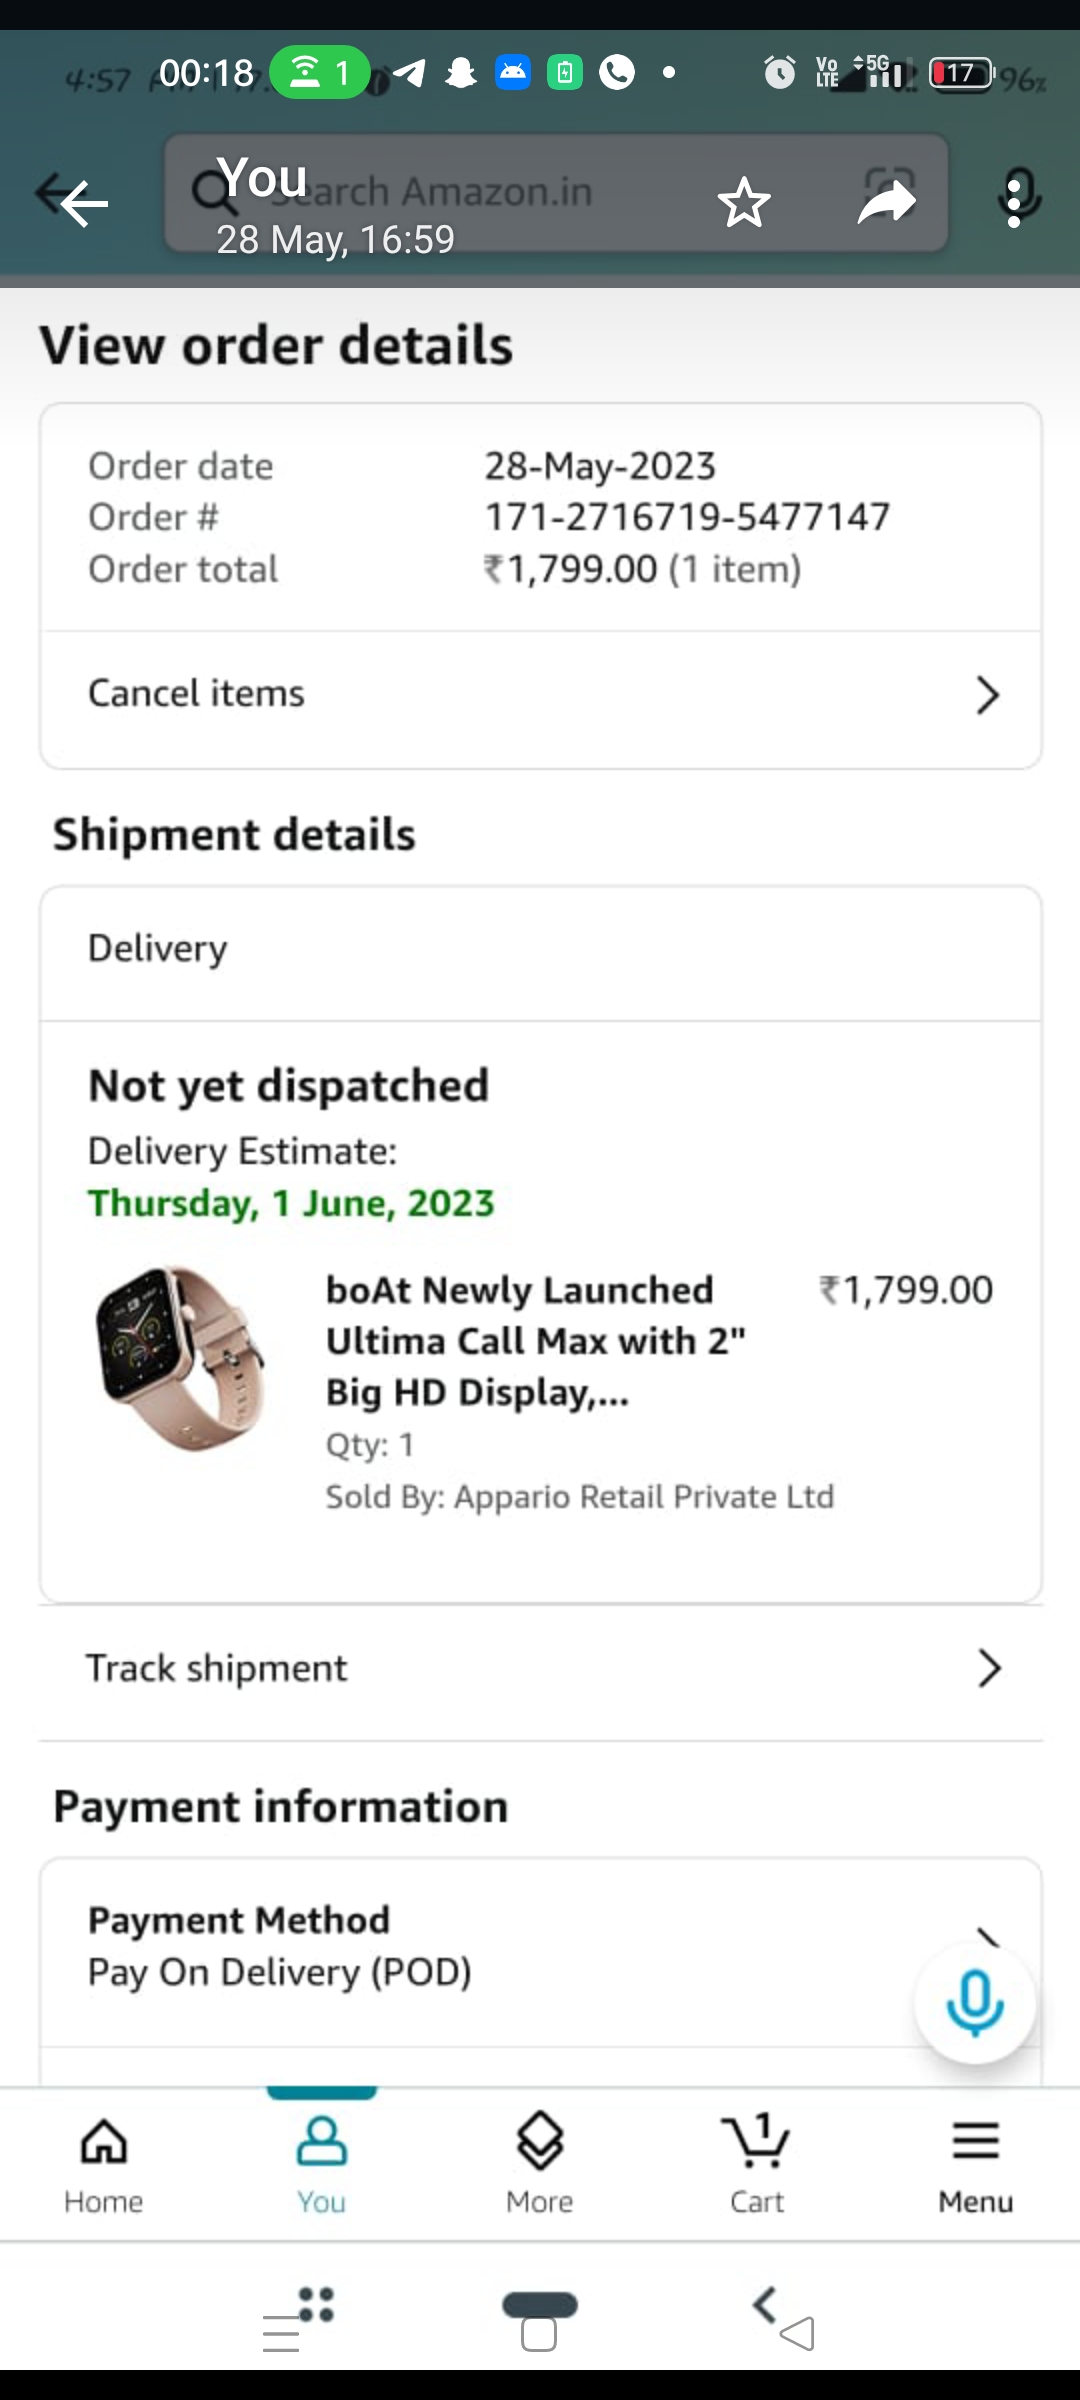 00:18
1
Vo
LTE
5G
17
4:57
96%
You
Search Amazon.in
28 May, 16:59
View order details
Order date 28-May-2023
Order # 171-2716719-5477147
Order total ₹1,799.00 (1 item)
Cancel items
Shipment details
Delivery
Not yet dispatched
Delivery Estimate:
Thursday, 1 June, 2023
boAt Newly Launched ₹1,799.00
Ultima Call Max with 2"
Big HD Display,...
Qty: 1
Sold By: Appario Retail Private Ltd
Track shipment
Payment information
Payment Method
Pay On Delivery (POD)
1
Home You More Cart Menu